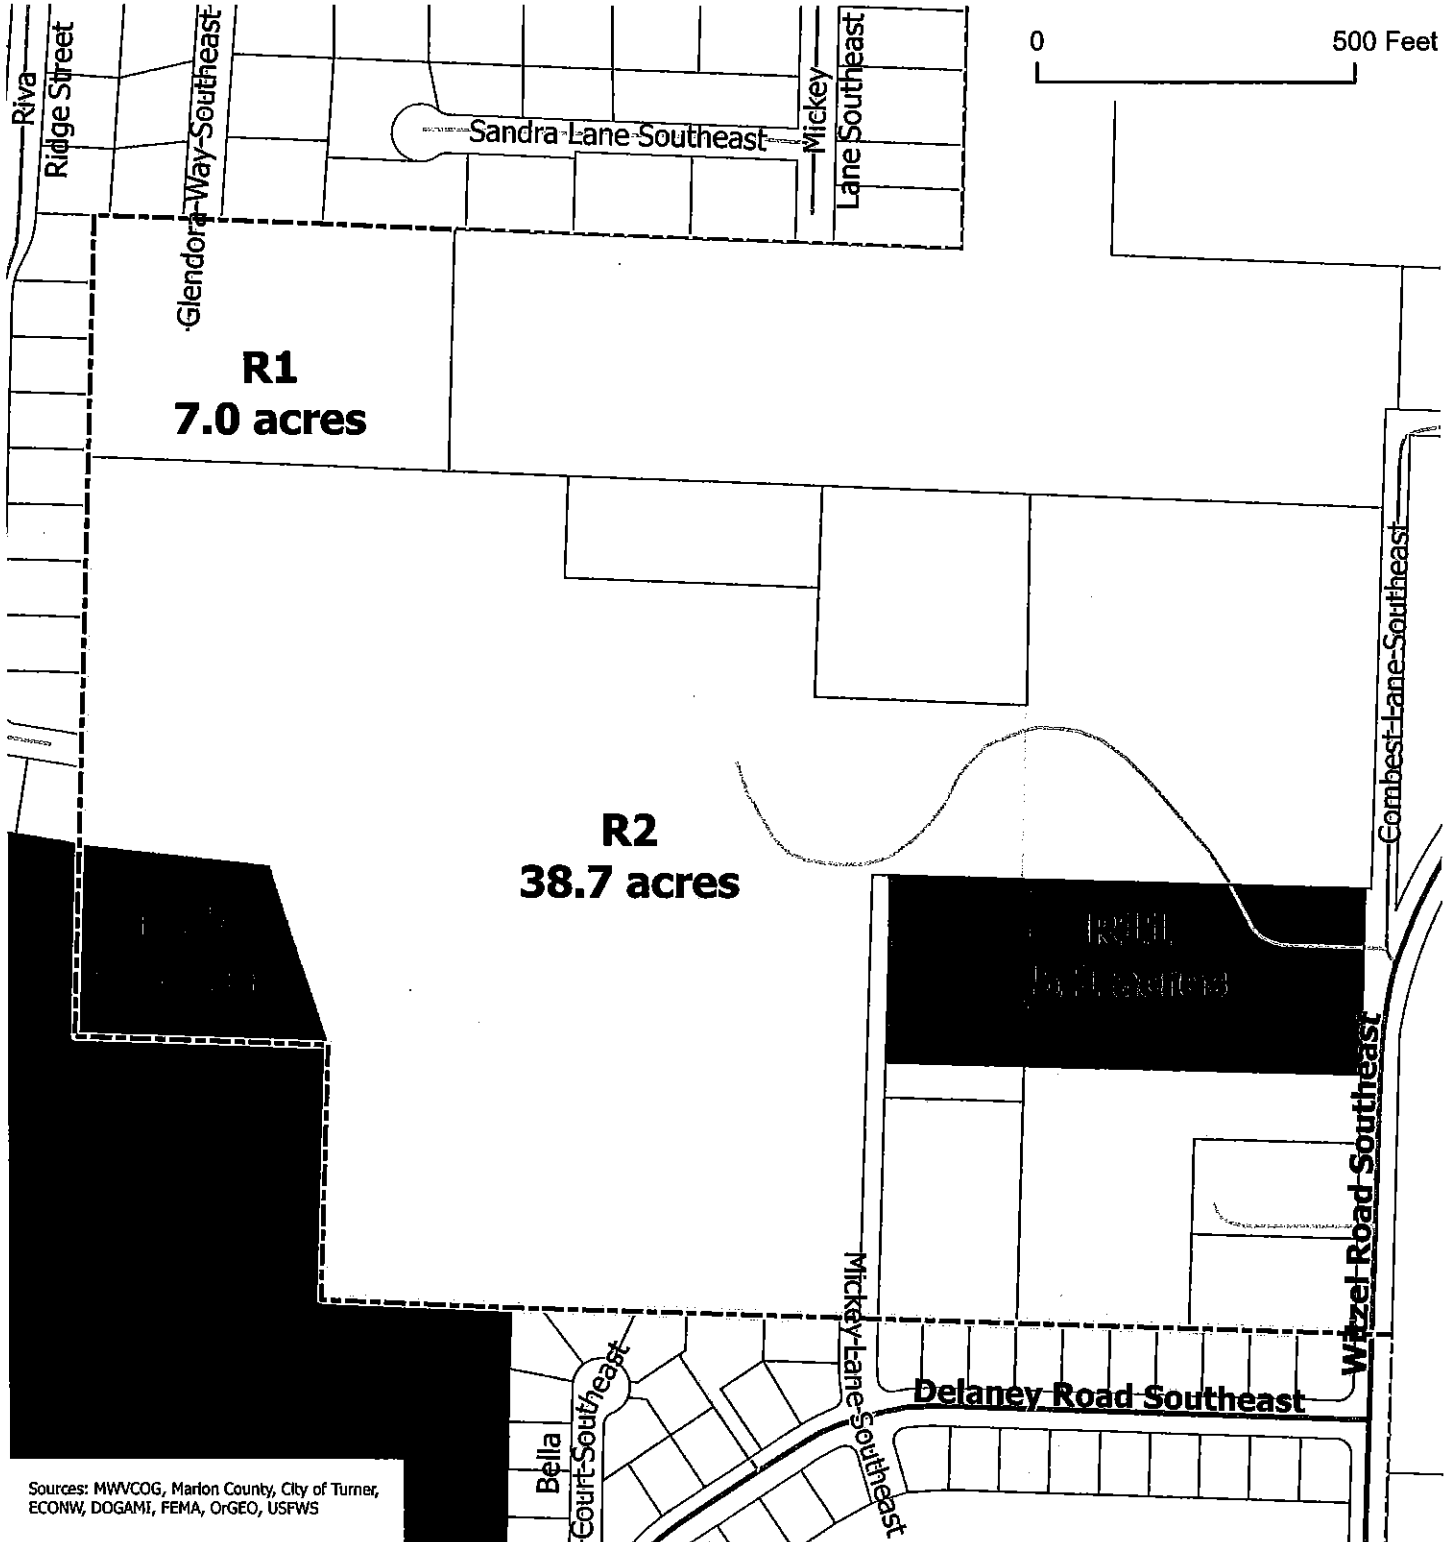 0 500 Feet
Riva
Ridge Street
Glendora Way Southeast
Sandra Lane Southeast
Mickey
Lane Southeast
R1
7.0 acres
Combest Lane Southeast
R2
38.7 acres
R11
Witzel Road Southeast
Mickey Lane Southeast
Delaney Road Southeast
Bella
Court Southeast
Sources: MWVCOG, Marion County, City of Turner,
ECONW, DOGAMI, FEMA, OrGEO, USFWS